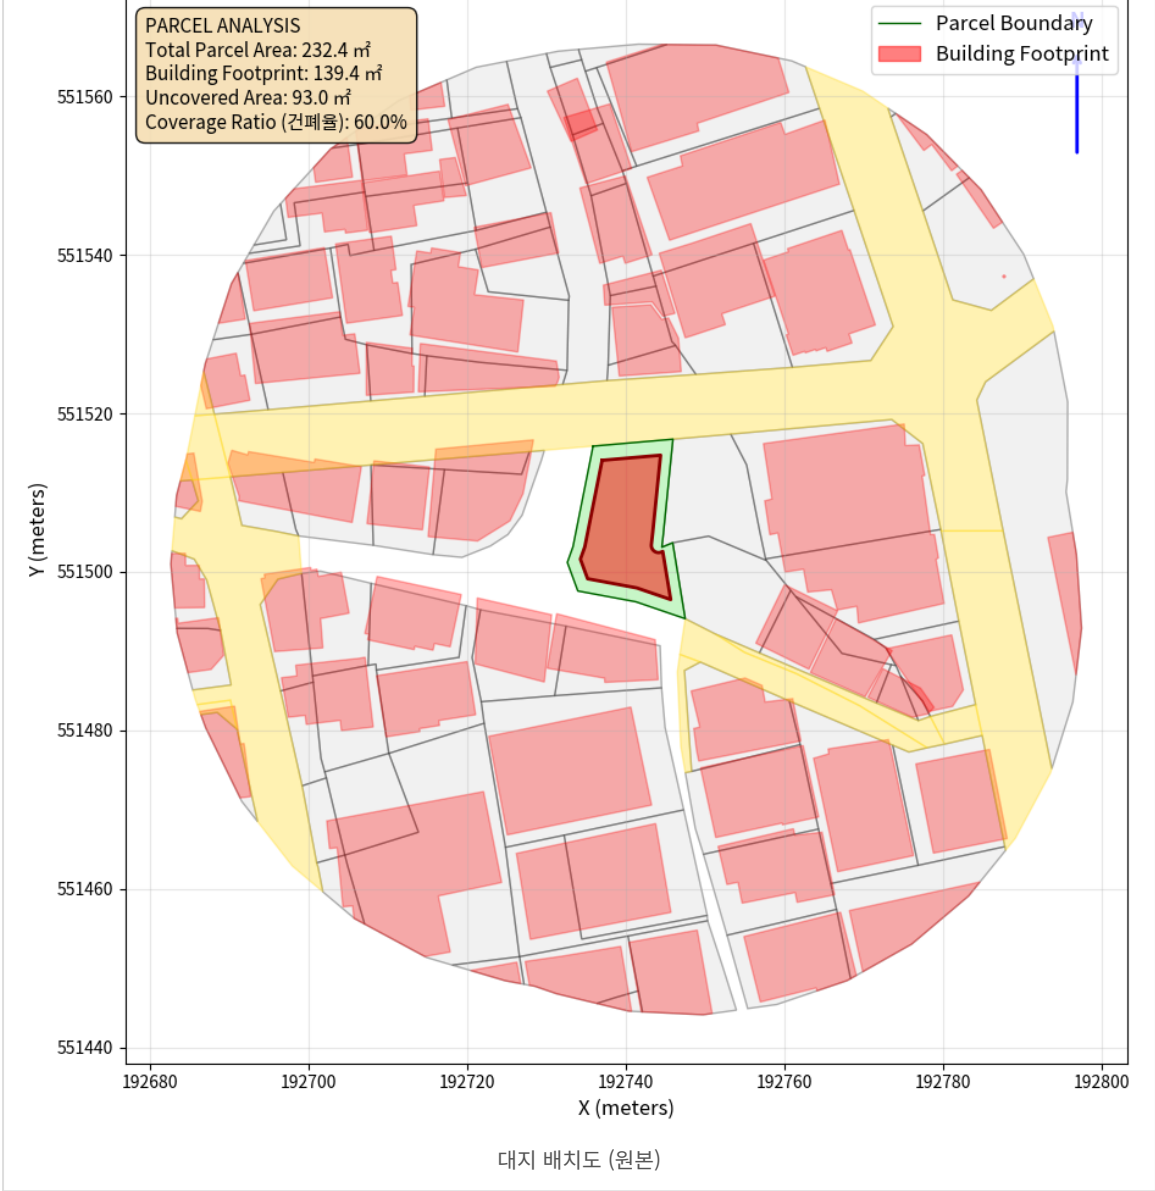 PARCEL ANALYSIS
Total Parcel Area: 232.4 ㎡
Building Footprint: 139.4 ㎡
Uncovered Area: 93.0 ㎡
Coverage Ratio (건폐율): 60.0%
Parcel Boundary
Building Footprint
N
551560
551540
551520
551500
551480
551460
551440
Y (meters)
192680
192700
192720
192740
192760
192780
192800
X (meters)
대지 배치도 (원본)